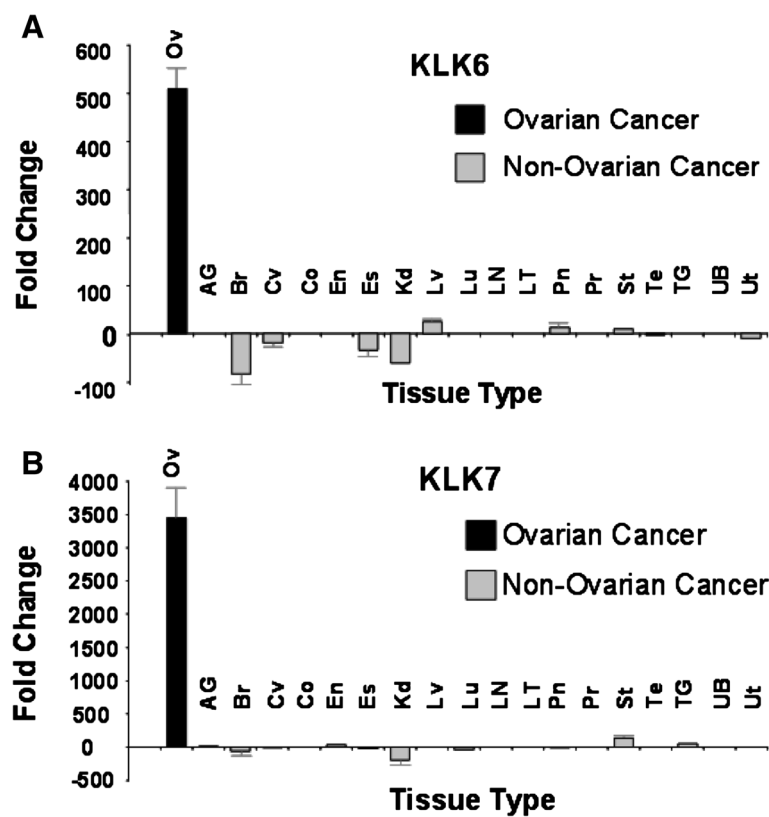 A
KLK6
Ovarian Cancer
Non-Ovarian Cancer
Fold Change
600
500
400
300
200
100
0
-100
Ov
AG
Br
Cv
Co
En
Es
Kd
Lv
Lu
LN
LT
Pn
Pr
St
Te
TG
UB
Ut
Tissue Type
B
KLK7
Ovarian Cancer
Non-Ovarian Cancer
Fold Change
4000
3500
3000
2500
2000
1500
1000
500
0
-500
Ov
AG
Br
Cv
Co
En
Es
Kd
Lv
Lu
LN
LT
Pn
Pr
St
Te
TG
UB
Ut
Tissue Type